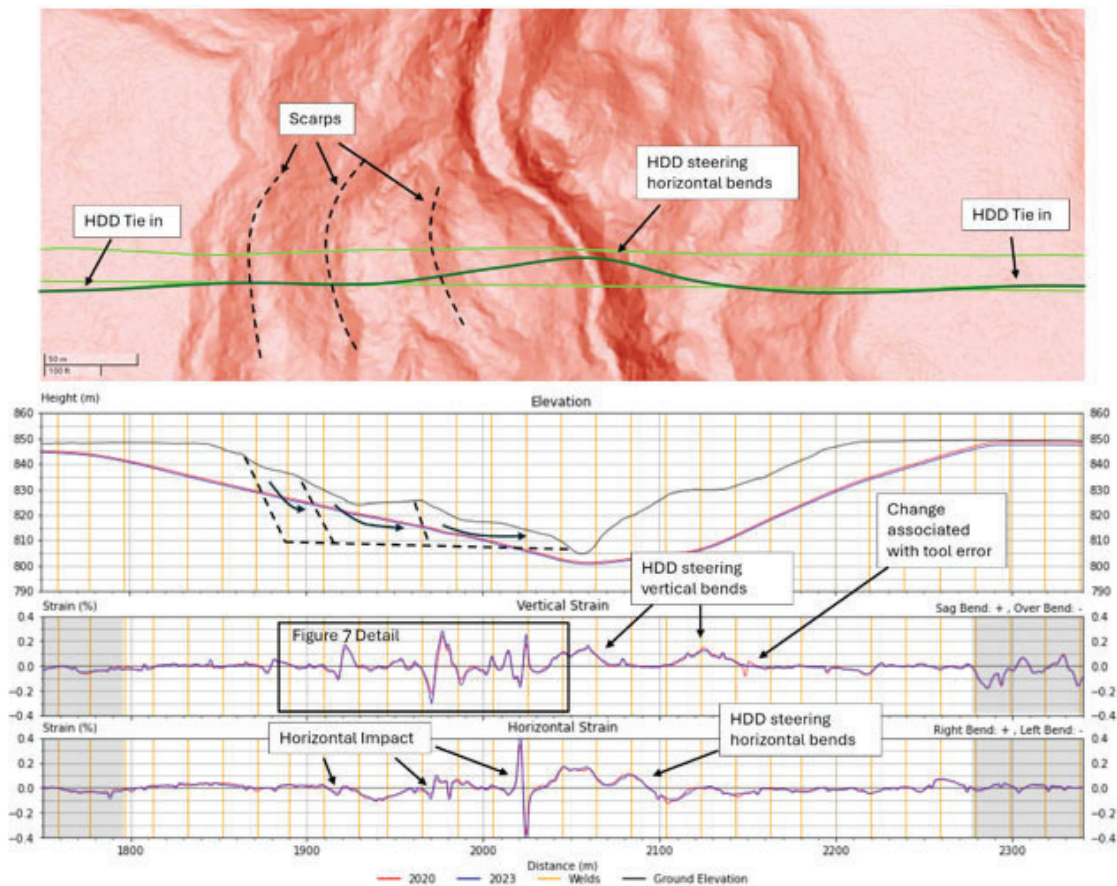 Scarps
HDD steering
horizontal bends
HDD Tie in
HDD Tie in
50 m
100 ft
Height (m)
Elevation
860
860
850
850
840
840
830
830
820
820
810
810
800
800
790
790
Change
associated
with tool error
HDD steering
vertical bends
Strain (%)
Vertical Strain
Sag Bend: + , Over Bend: -
0.4
0.4
Figure 7 Detail
0.2
0.2
0.0
0.0
−0.2
−0.2
−0.4
−0.4
Strain (%)
Horizontal Strain
Right Bend: + , Left Bend: -
HDD steering
horizontal bends
Horizontal Impact
0.4
0.4
0.2
0.2
0.0
0.0
−0.2
−0.2
−0.4
−0.4
1800
1900
2000
2100
2200
2300
Distance (m)
2020
2023
Welds
Ground Elevation